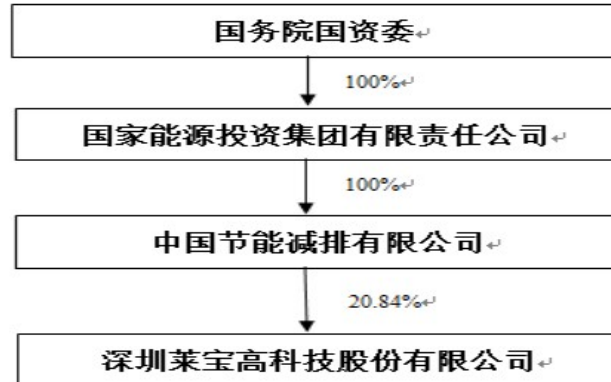 国务院国资委
100%
国家能源投资集团有限责任公司
100%
中国节能减排有限公司
20.84%
深圳莱宝高科技股份有限公司